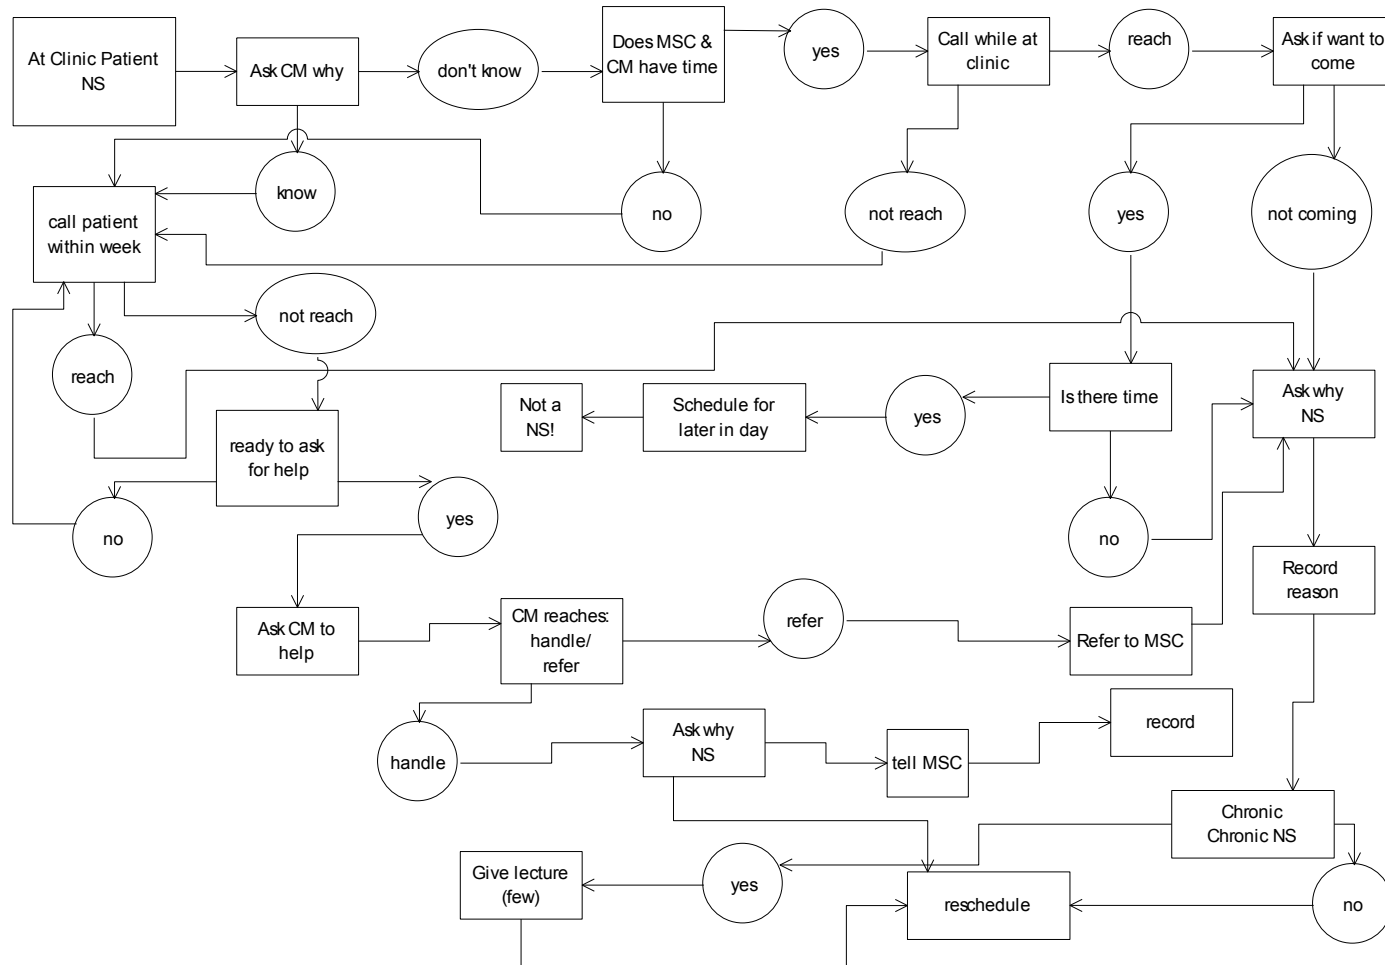 At Clinic Patient
NS
Ask CM why
don't know
Does MSC &
CM have time
yes
Call while at
clinic
reach
Ask if want to
come
know
no
not reach
yes
not coming
call patient
within week
not reach
reach
Not a
NS!
Schedule for
later in day
yes
Is there time
Ask why
NS
ready to ask
for help
no
yes
no
Record
reason
Ask CM to
help
CM reaches:
handle/
refer
refer
Refer to MSC
handle
Ask why
NS
tell MSC
record
Chronic
Chronic NS
Give lecture
(few)
yes
reschedule
no